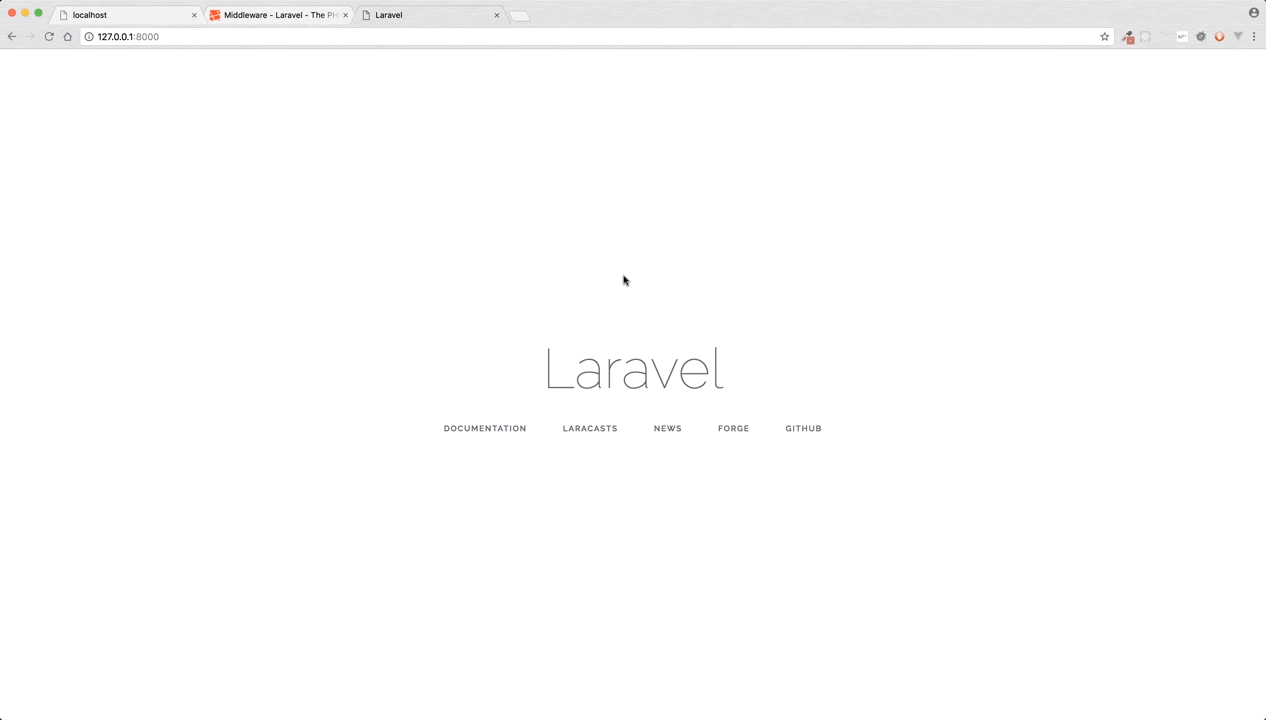 localhost
Middleware - Laravel - The PH
Laravel
127.0.0.1:8000
Laravel
DOCUMENTATION
LARACASTS
NEWS
FORGE
GITHUB